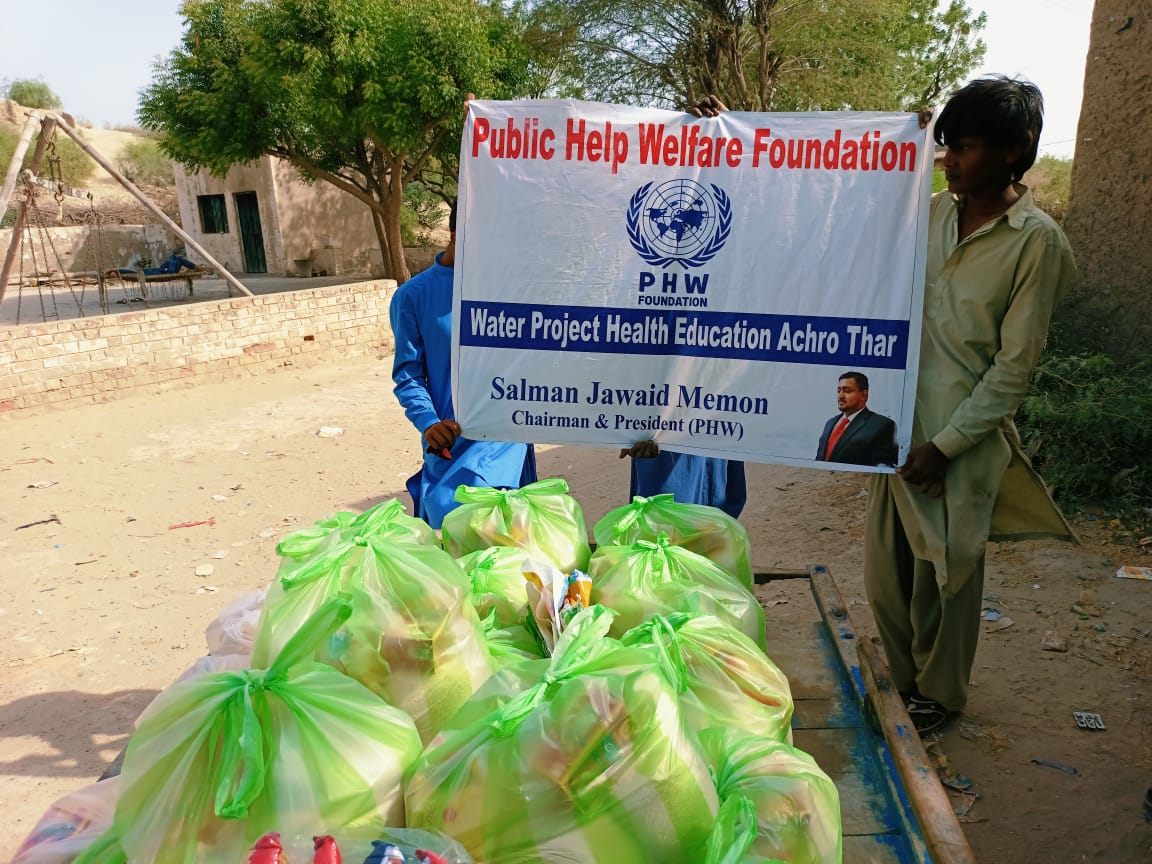 Public Help Welfare Foundation
PHW
FOUNDATION
Water Project Health Education Achro Thar
Salman Jawaid Memon
Chairman & President (PHW)